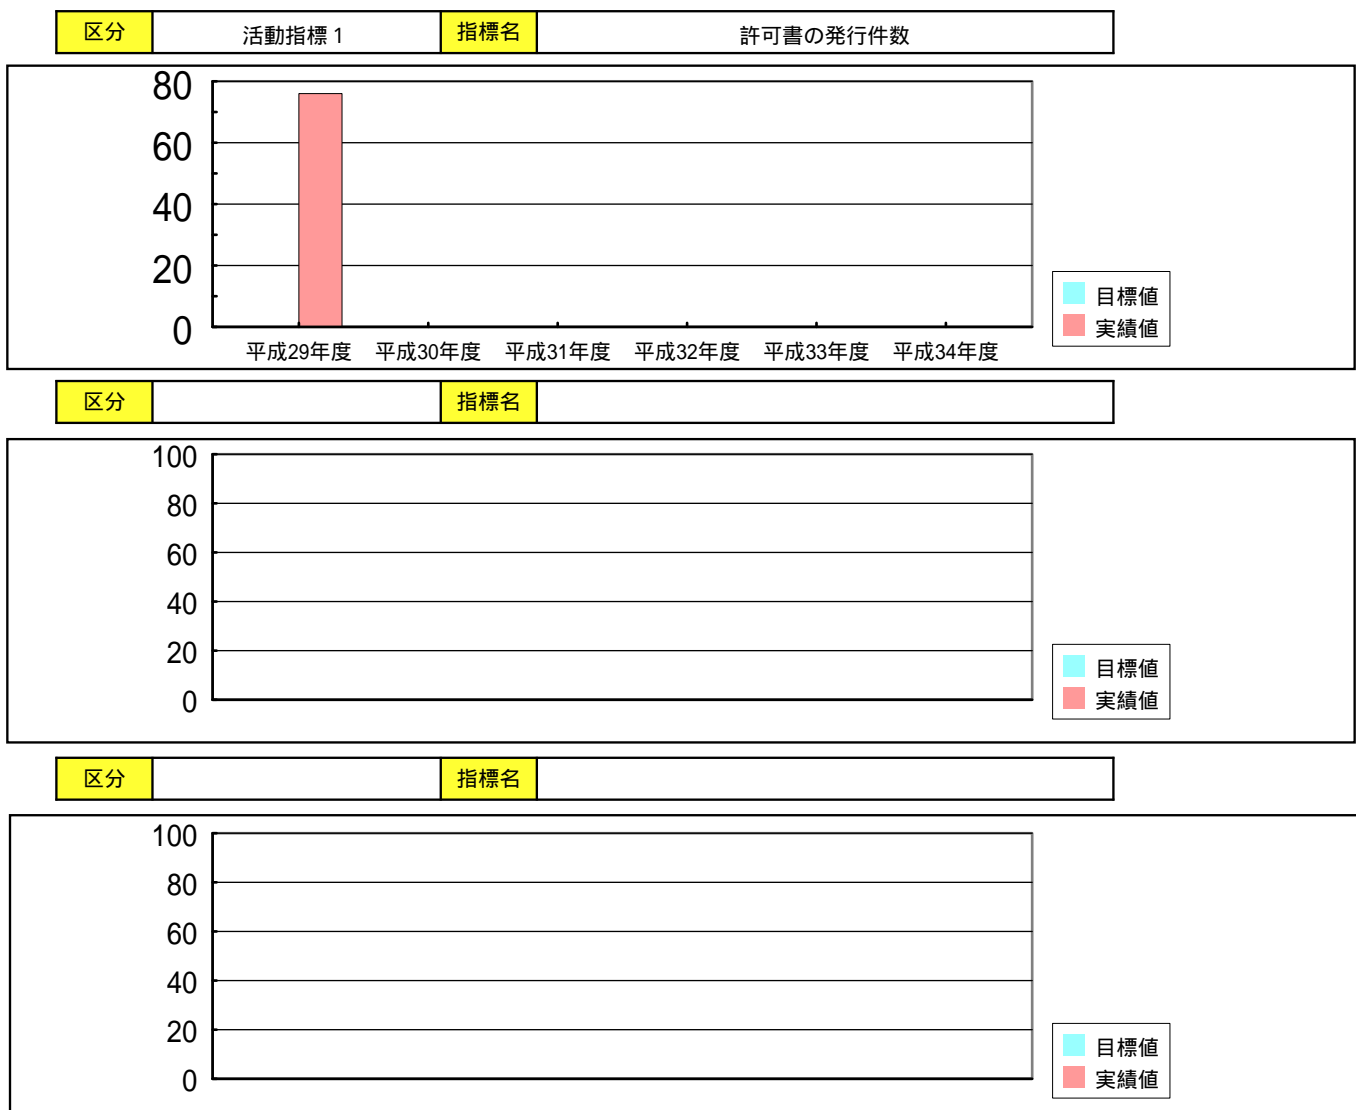 区分 活動指標1 指標名 許可書の発行件数
80
60
40
20
0
平成29年度 平成30年度 平成31年度 平成32年度 平成33年度 平成34年度
目標値
実績値
区分 指標名
100
80
60
40
20
0
目標値
実績値
区分 指標名
100
80
60
40
20
0
目標値
実績値